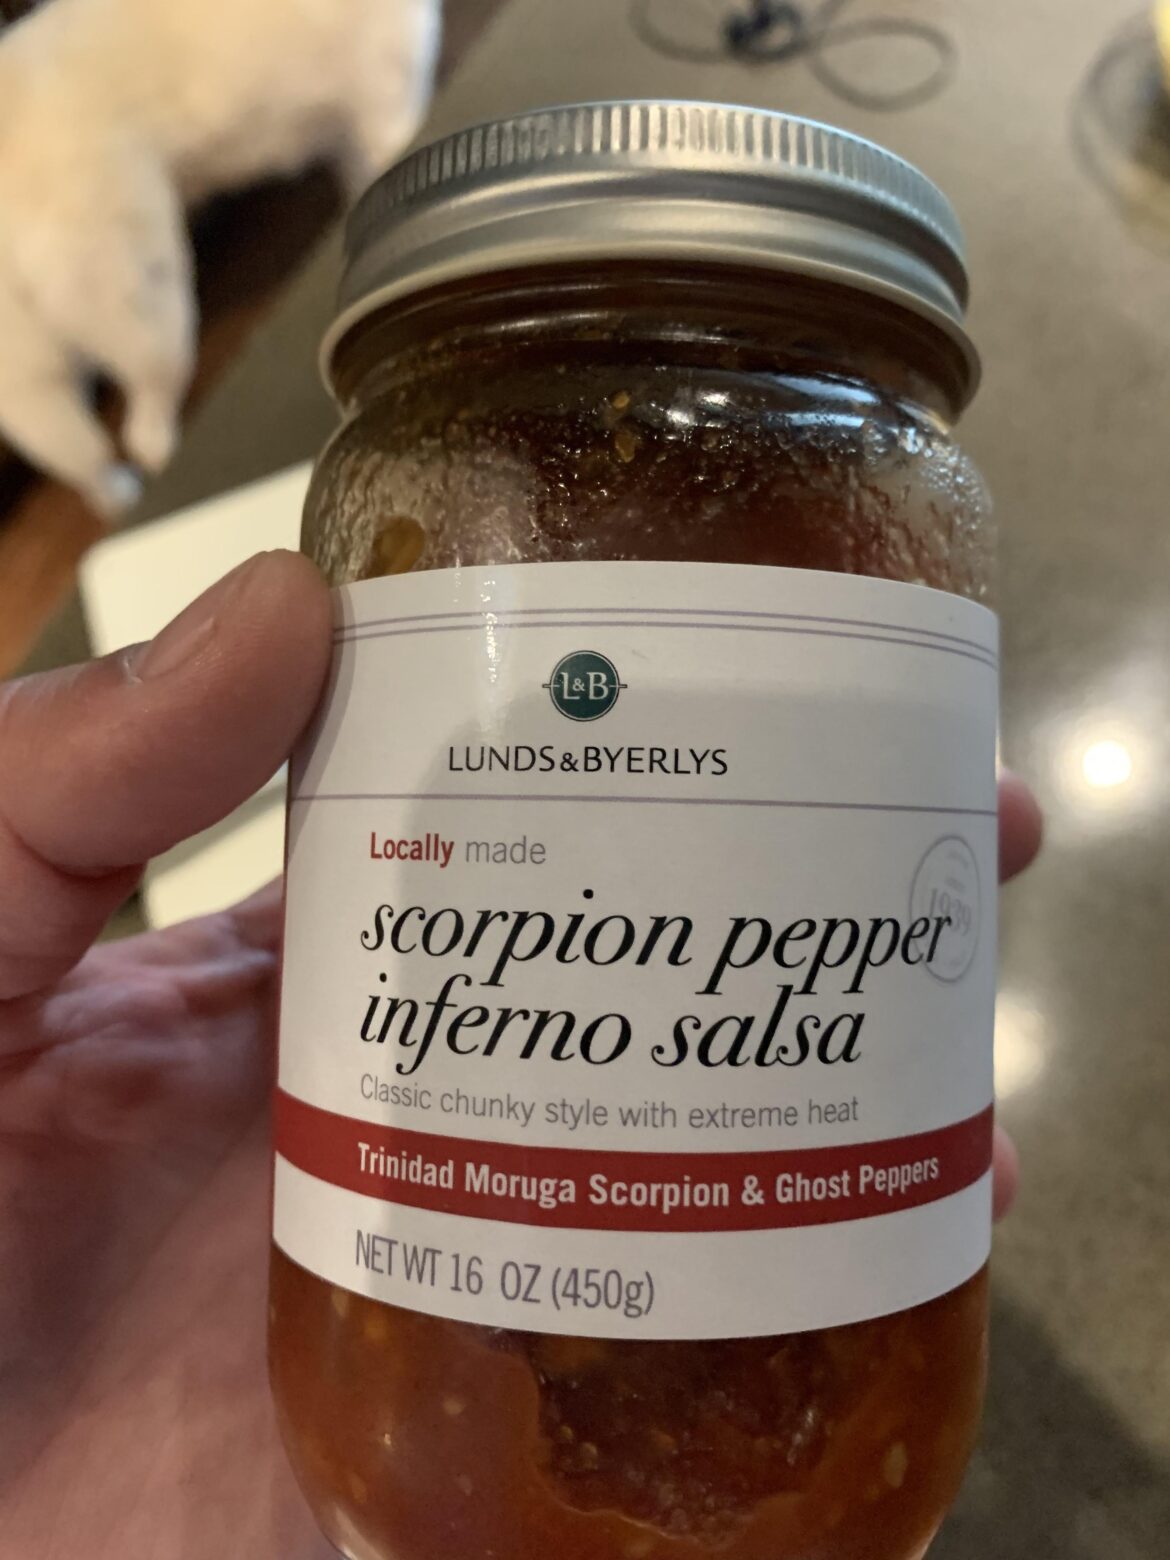 L&B
LUNDS&BYERLYS
Locally made
scorpion pepper
1939
inferno salsa
Classic chunky style with extreme heat
Trinidad Moruga Scorpion & Ghost Peppers
NET WT 16 OZ (450g)